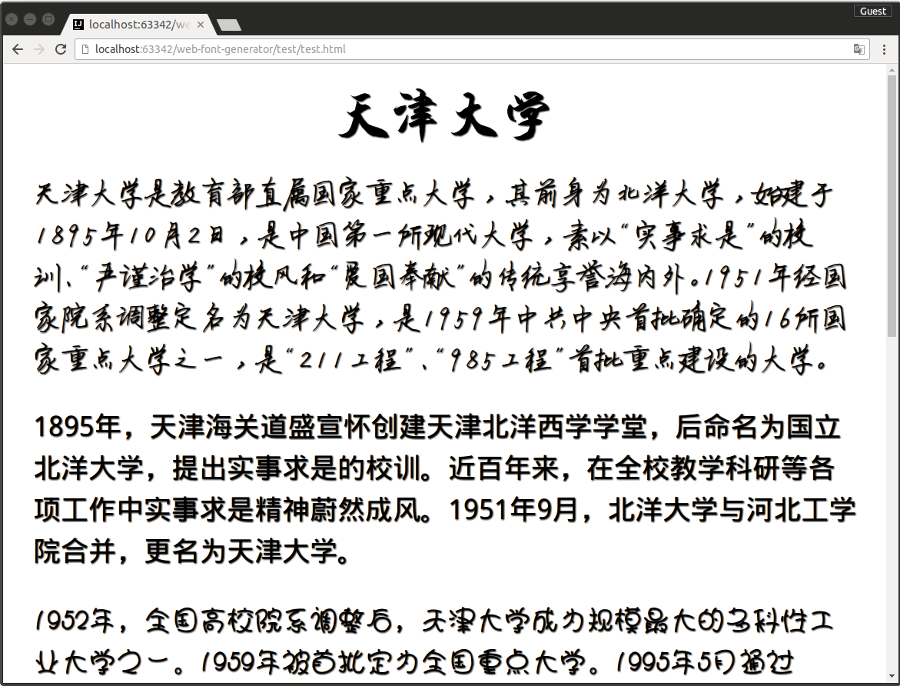 Guest
localhost:63342/we
localhost:63342/web-font-generator/test/test.html
天津大学
天津大学是教育部直属国家重点大学，其前身为北洋大学，始建于
1895年10月2日，是中国第一所现代大学，素以“实事求是”的校
训、“严谨治学”的校风和“爱国奉献”的传统享誉海内外。1951年经国
家院系调整定名为天津大学，是1959年中共中央首批确定的16所国
家重点大学之一，是“211工程”、“985工程”首批重点建设的大学。
1895年，天津海关道盛宣怀创建天津北洋西学学堂，后命名为国立
北洋大学，提出实事求是的校训。近百年来，在全校教学科研等各
项工作中实事求是精神蔚然成风。1951年9月，北洋大学与河北工学
院合并，更名为天津大学。
1952年，全国高校院系调整后，天津大学成为规模最大的多科性工
业大学之一。1959年被首批定为全国重点大学。1995年5月通过